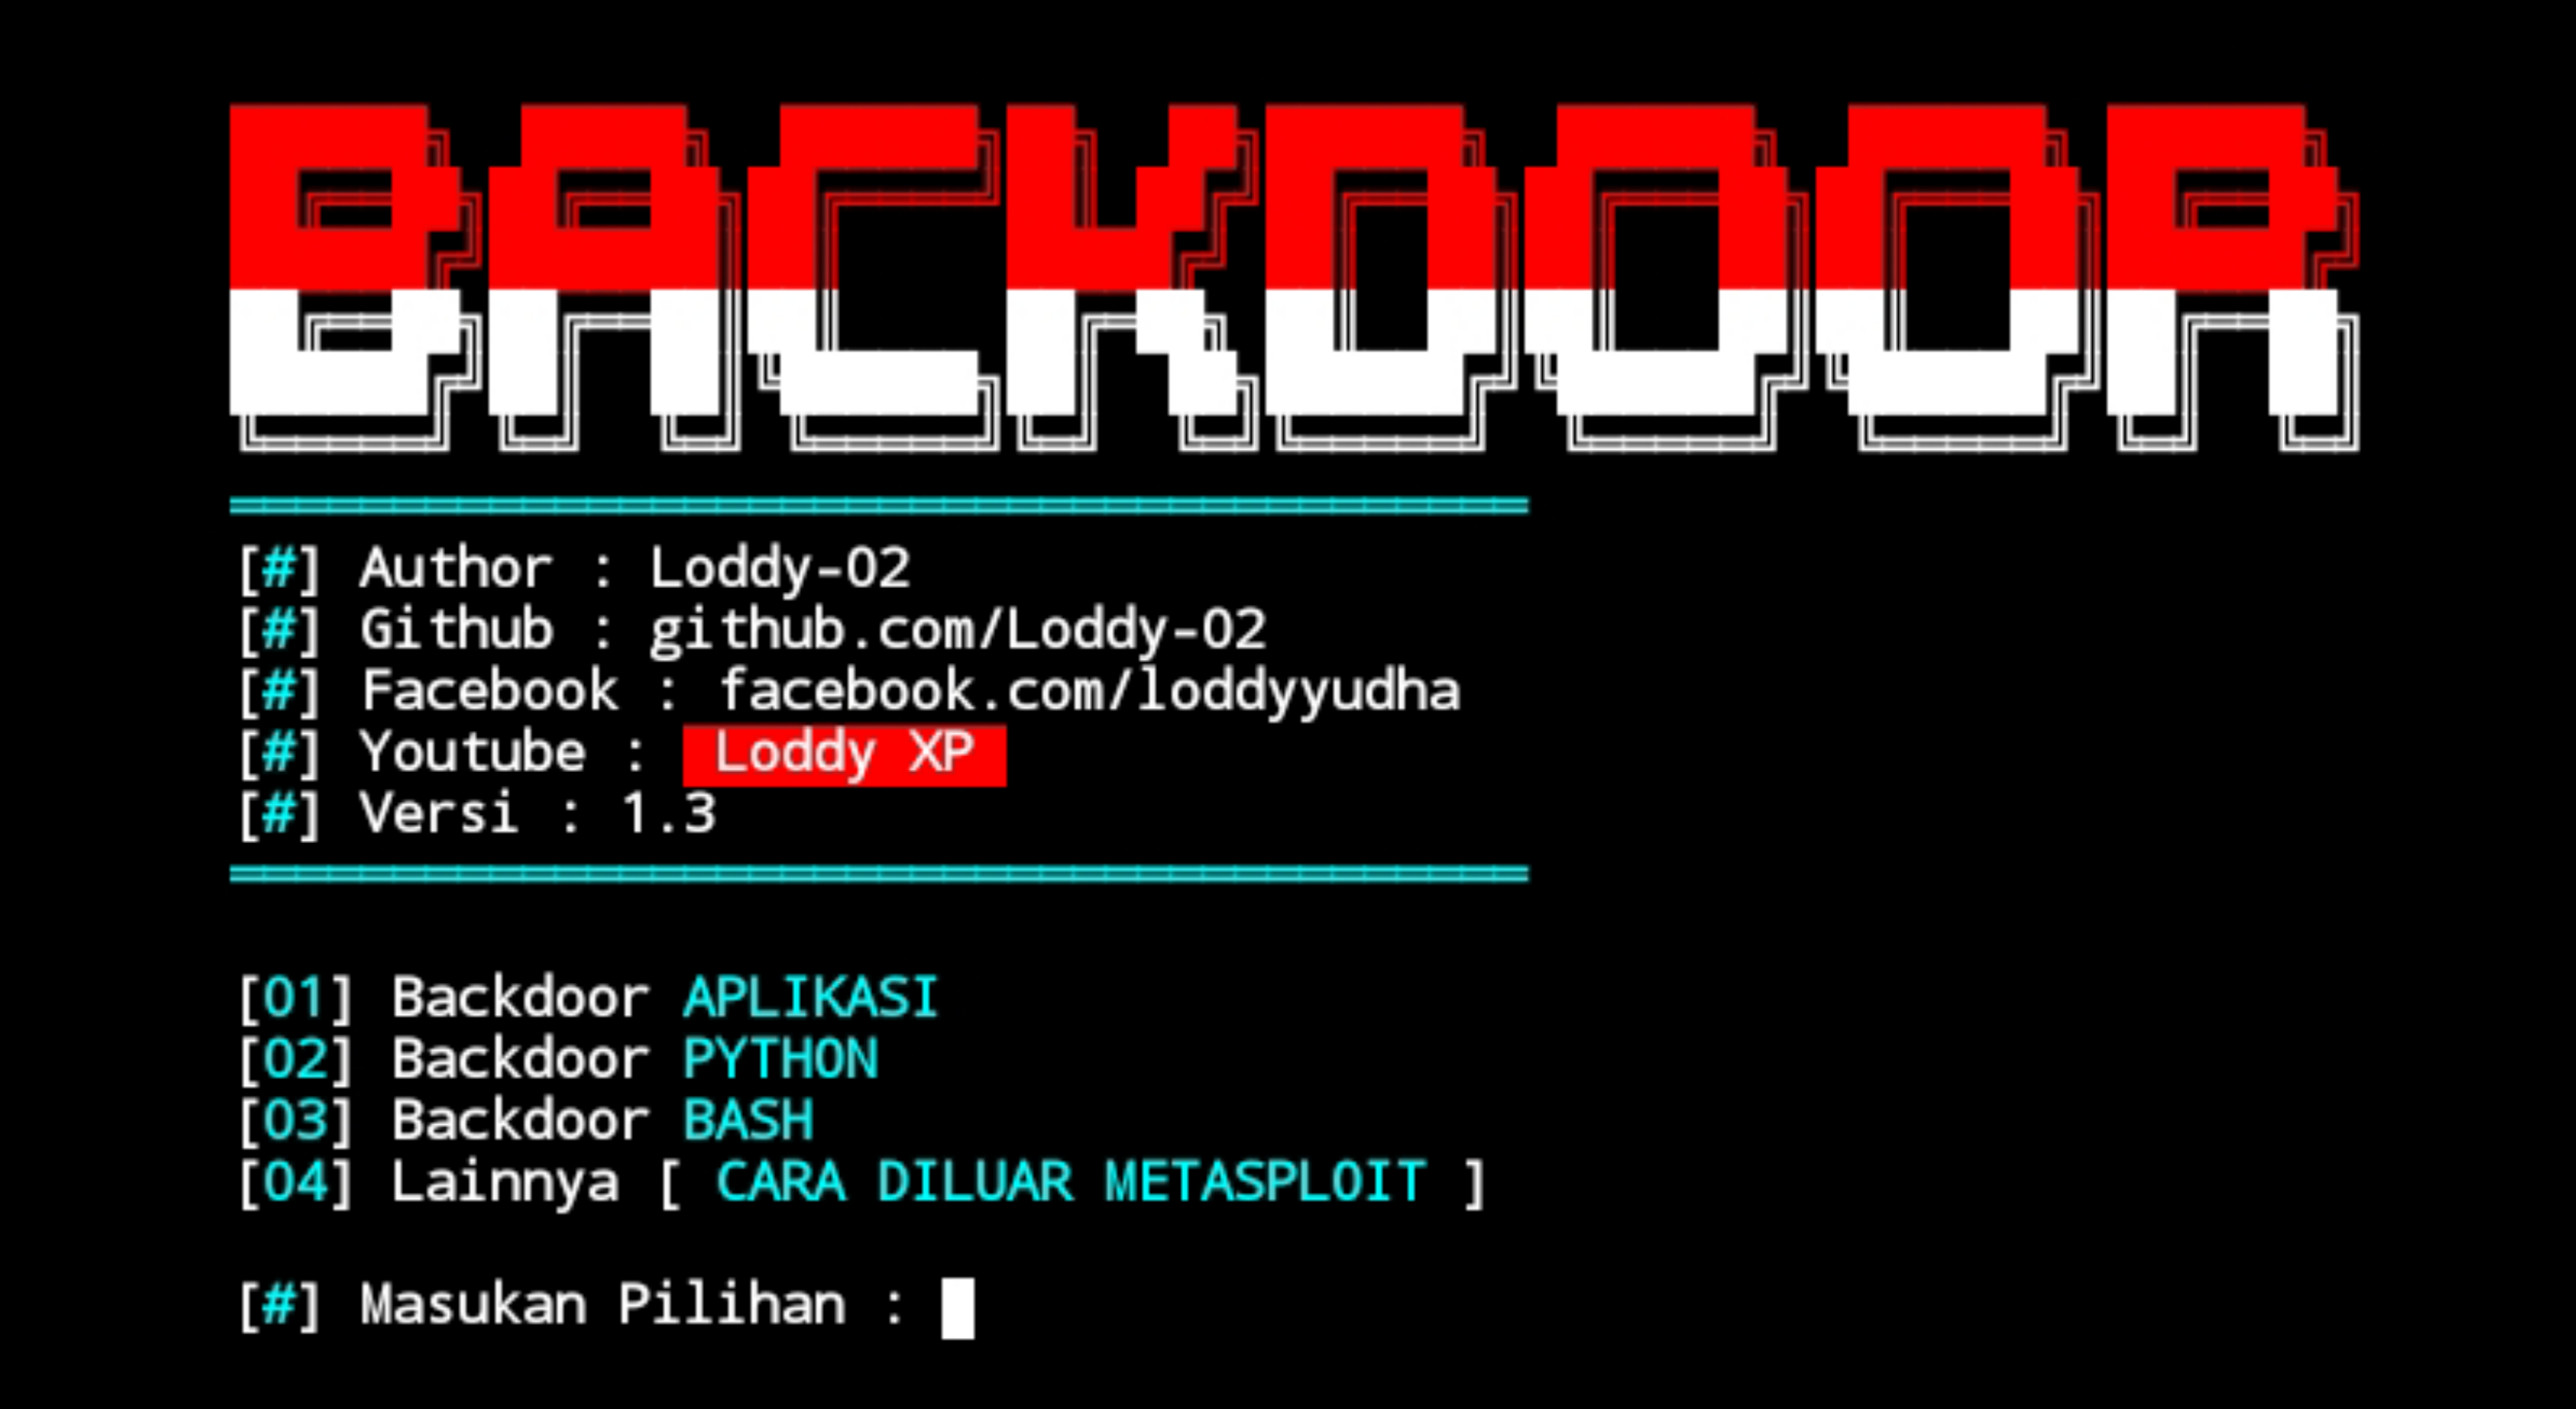 BACKDOOR
[#] Author : Loddy-02
[#] Github : github.com/Loddy-02
[#] Facebook : facebook.com/loddyyudha
[#] Youtube : Loddy XP
[#] Versi : 1.3
[01] Backdoor APLIKASI
[02] Backdoor PYTHON
[03] Backdoor BASH
[04] Lainnya [ CARA DILUAR METASPLOIT ]
[#] Masukan Pilihan :